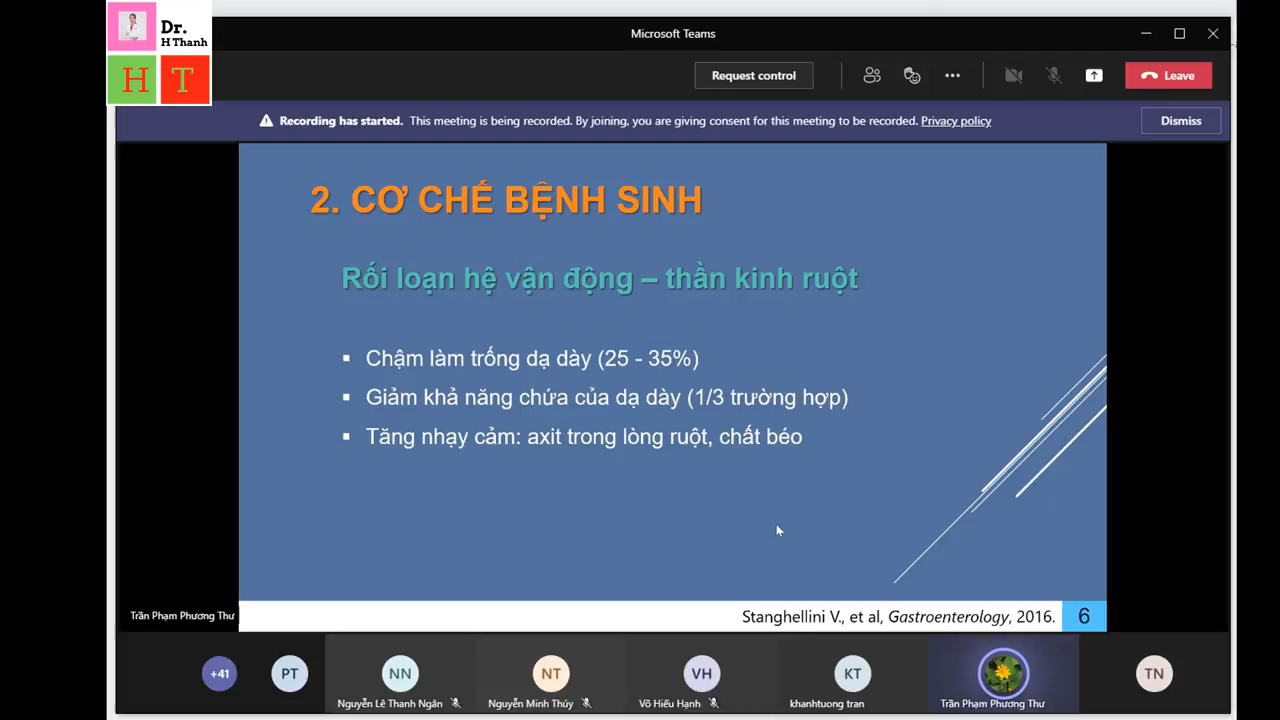 Dr.
H Thanh
H T
Microsoft Teams
Request control
Leave
Recording has started. This meeting is being recorded. By joining, you are giving consent for this meeting to be recorded. Privacy policy
Dismiss
2. CƠ CHẾ BỆNH SINH
Rối loạn hệ vận động – thần kinh ruột
▪ Chậm làm trống dạ dày (25 - 35%)
▪ Giảm khả năng chứa của dạ dày (1/3 trường hợp)
▪ Tăng nhạy cảm: axit trong lòng ruột, chất béo
Trần Phạm Phương Thư
Stanghellini V., et al, Gastroenterology, 2016. 6
+41 PT NN NT VH KT TN
Nguyễn Lê Thanh Ngân Nguyễn Minh Thúy Võ Hiếu Hạnh khanhtuong tran Trần Phạm Phương Thư